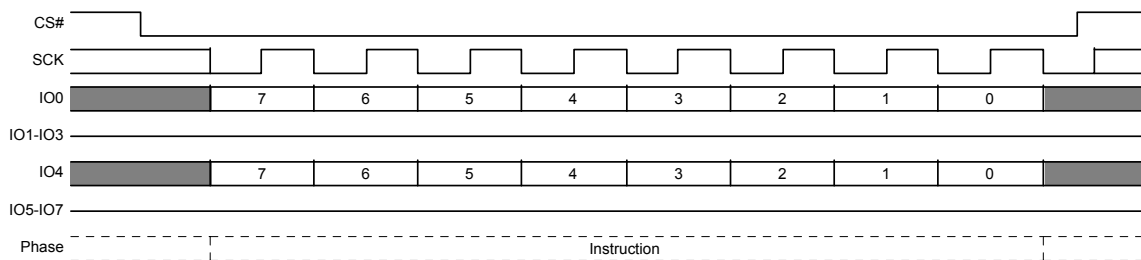 CS#
SCK
IO0 7 6 5 4 3 2 1 0
IO1-IO3
IO4 7 6 5 4 3 2 1 0
IO5-IO7
Phase Instruction